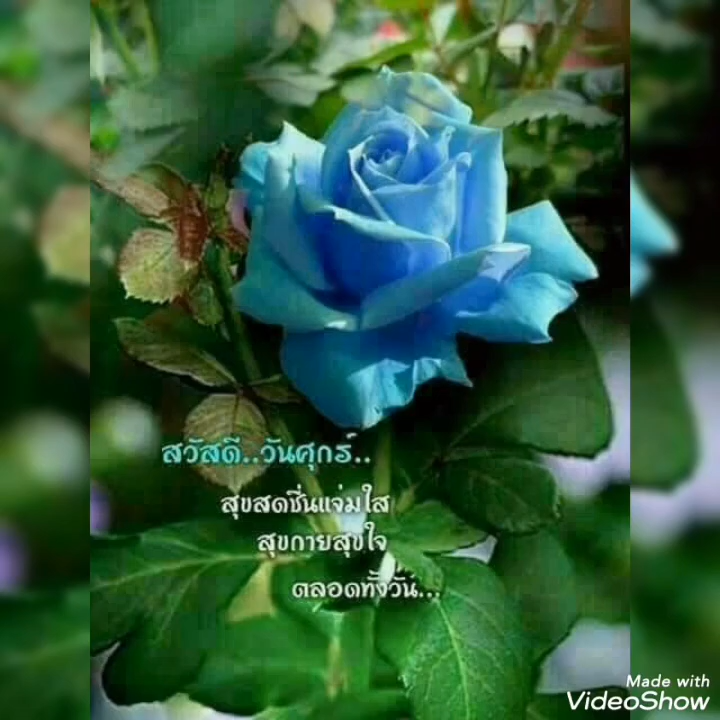 สวัสดี..วันศุกร์..
สุขสดชื่นแจ่มใส
สุขกายสุขใจ
ตลอดทั้งวัน...
Made with
VideoShow